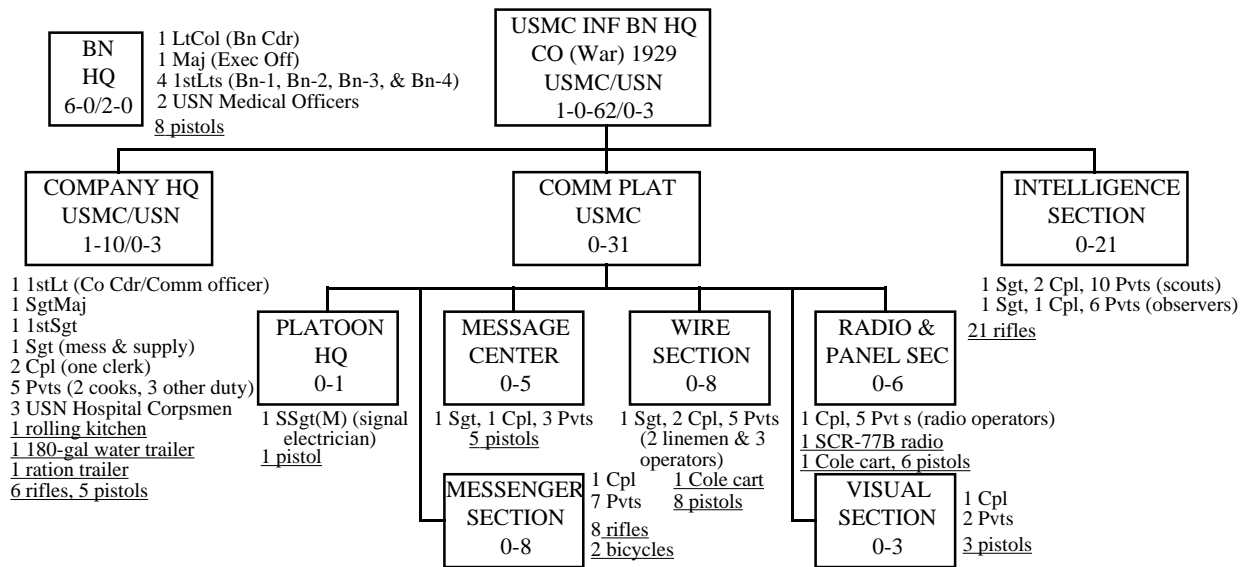 BN
HQ
6-0/2-0
1 LtCol (Bn Cdr)
1 Maj (Exec Off)
4 1stLts (Bn-1, Bn-2, Bn-3, & Bn-4)
2 USN Medical Officers
8 pistols
USMC INF BN HQ
CO (War) 1929
USMC/USN
1-0-62/0-3
COMPANY HQ
USMC/USN
1-10/0-3
1 1stLt (Co Cdr/Comm officer)
1 SgtMaj
1 1stSgt
1 Sgt (mess & supply)
2 Cpl (one clerk)
5 Pvts (2 cooks, 3 other duty)
3 USN Hospital Corpsmen
1 rolling kitchen
1 180-gal water trailer
1 ration trailer
6 rifles, 5 pistols
COMM PLAT
USMC
0-31
INTELLIGENCE
SECTION
0-21
1 Sgt, 2 Cpl, 10 Pvts (scouts)
1 Sgt, 1 Cpl, 6 Pvts (observers)
21 rifles
PLATOON
HQ
0-1
1 SSgt(M) (signal
electrician)
1 pistol
MESSAGE
CENTER
0-5
1 Sgt, 1 Cpl, 3 Pvts
5 pistols
WIRE
SECTION
0-8
1 Sgt, 2 Cpl, 5 Pvts
(2 linemen & 3
operators)
1 Cole cart
8 pistols
RADIO &
PANEL SEC
0-6
1 Cpl, 5 Pvt s (radio operators)
1 SCR-77B radio
1 Cole cart, 6 pistols
MESSENGER
SECTION
0-8
1 Cpl
7 Pvts
8 rifles
2 bicycles
VISUAL
SECTION
0-3
1 Cpl
2 Pvts
3 pistols